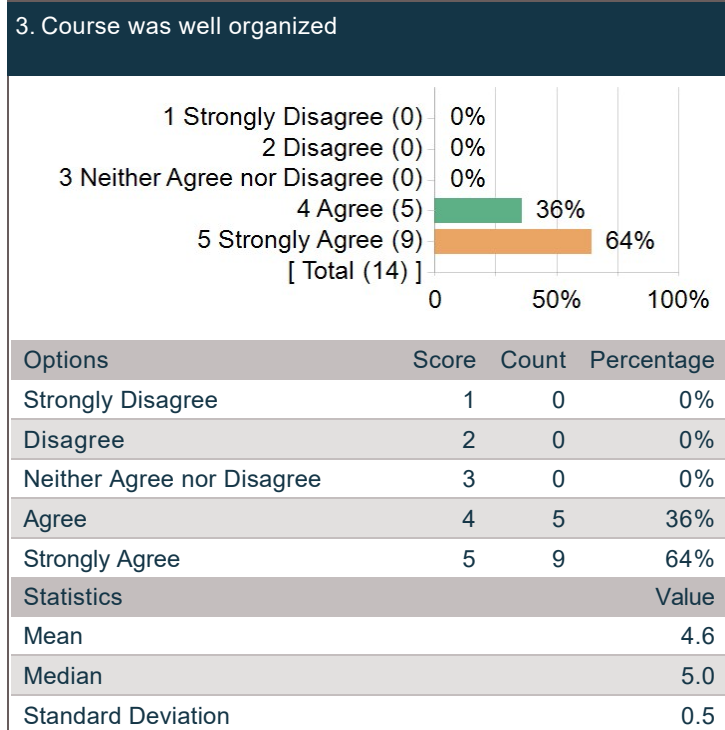 3. Course was well organized
1 Strongly Disagree (0) 0%
2 Disagree (0) 0%
3 Neither Agree nor Disagree (0) 0%
4 Agree (5) 36%
5 Strongly Agree (9) 64%
[ Total (14) ]
0 50% 100%
Options Score Count Percentage
Strongly Disagree 1 0 0%
Disagree 2 0 0%
Neither Agree nor Disagree 3 0 0%
Agree 4 5 36%
Strongly Agree 5 9 64%
Statistics Value
Mean 4.6
Median 5.0
Standard Deviation 0.5